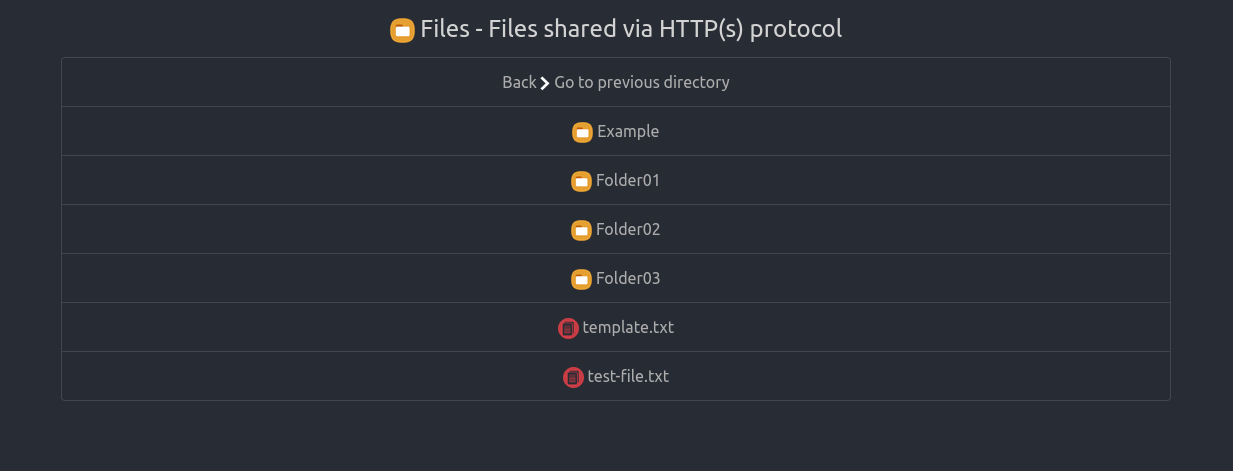 Files - Files shared via HTTP(s) protocol
Back Go to previous directory
Example
Folder01
Folder02
Folder03
template.txt
test-file.txt